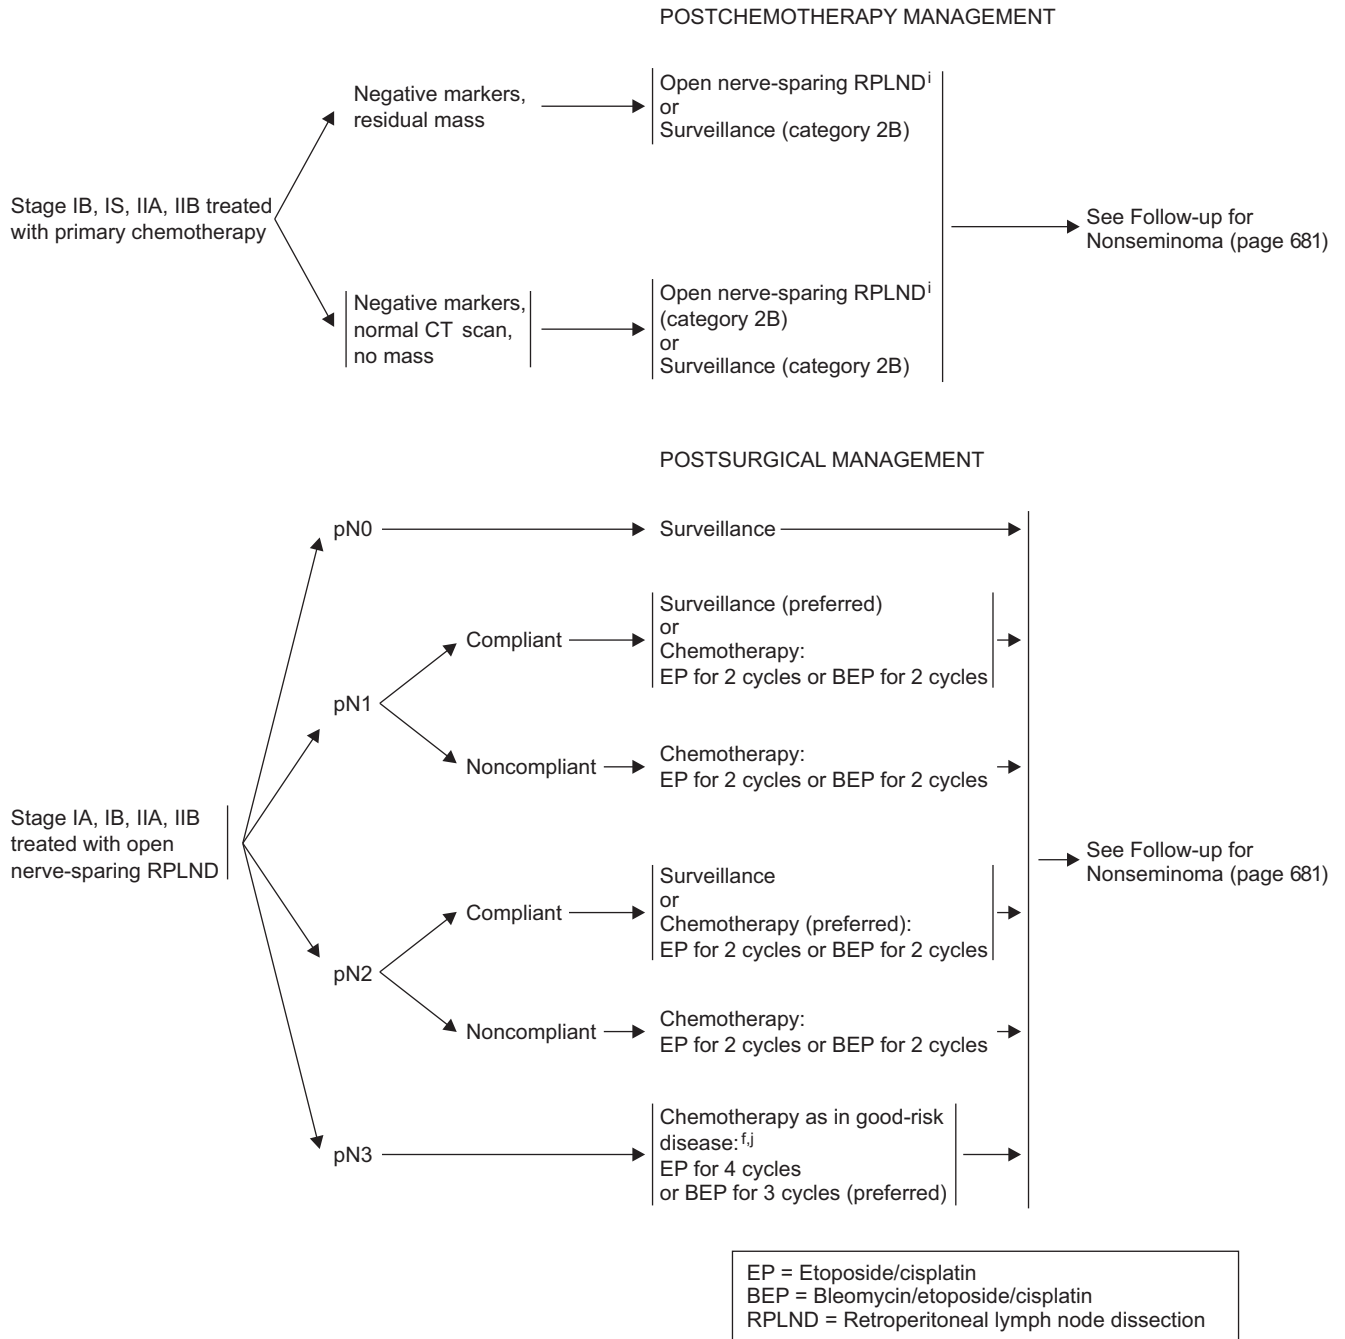 POSTCHEMOTHERAPY MANAGEMENT
Negative markers,
residual mass
Open nerve-sparing RPLNDⁱ
or
Surveillance (category 2B)
Stage IB, IS, IIA, IIB treated
with primary chemotherapy
See Follow-up for
Nonseminoma (page 681)
Negative markers,
normal CT scan,
no mass
Open nerve-sparing RPLNDⁱ
(category 2B)
or
Surveillance (category 2B)
POSTSURGICAL MANAGEMENT
pN0
Surveillance
pN1
Compliant
Surveillance (preferred)
or
Chemotherapy:
EP for 2 cycles or BEP for 2 cycles
Noncompliant
Chemotherapy:
EP for 2 cycles or BEP for 2 cycles
Stage IA, IB, IIA, IIB
treated with open
nerve-sparing RPLND
See Follow-up for
Nonseminoma (page 681)
pN2
Compliant
Surveillance
or
Chemotherapy (preferred):
EP for 2 cycles or BEP for 2 cycles
Noncompliant
Chemotherapy:
EP for 2 cycles or BEP for 2 cycles
pN3
Chemotherapy as in good-risk
disease:ᶠ,ʲ
EP for 4 cycles
or BEP for 3 cycles (preferred)
EP = Etoposide/cisplatin
BEP = Bleomycin/etoposide/cisplatin
RPLND = Retroperitoneal lymph node dissection